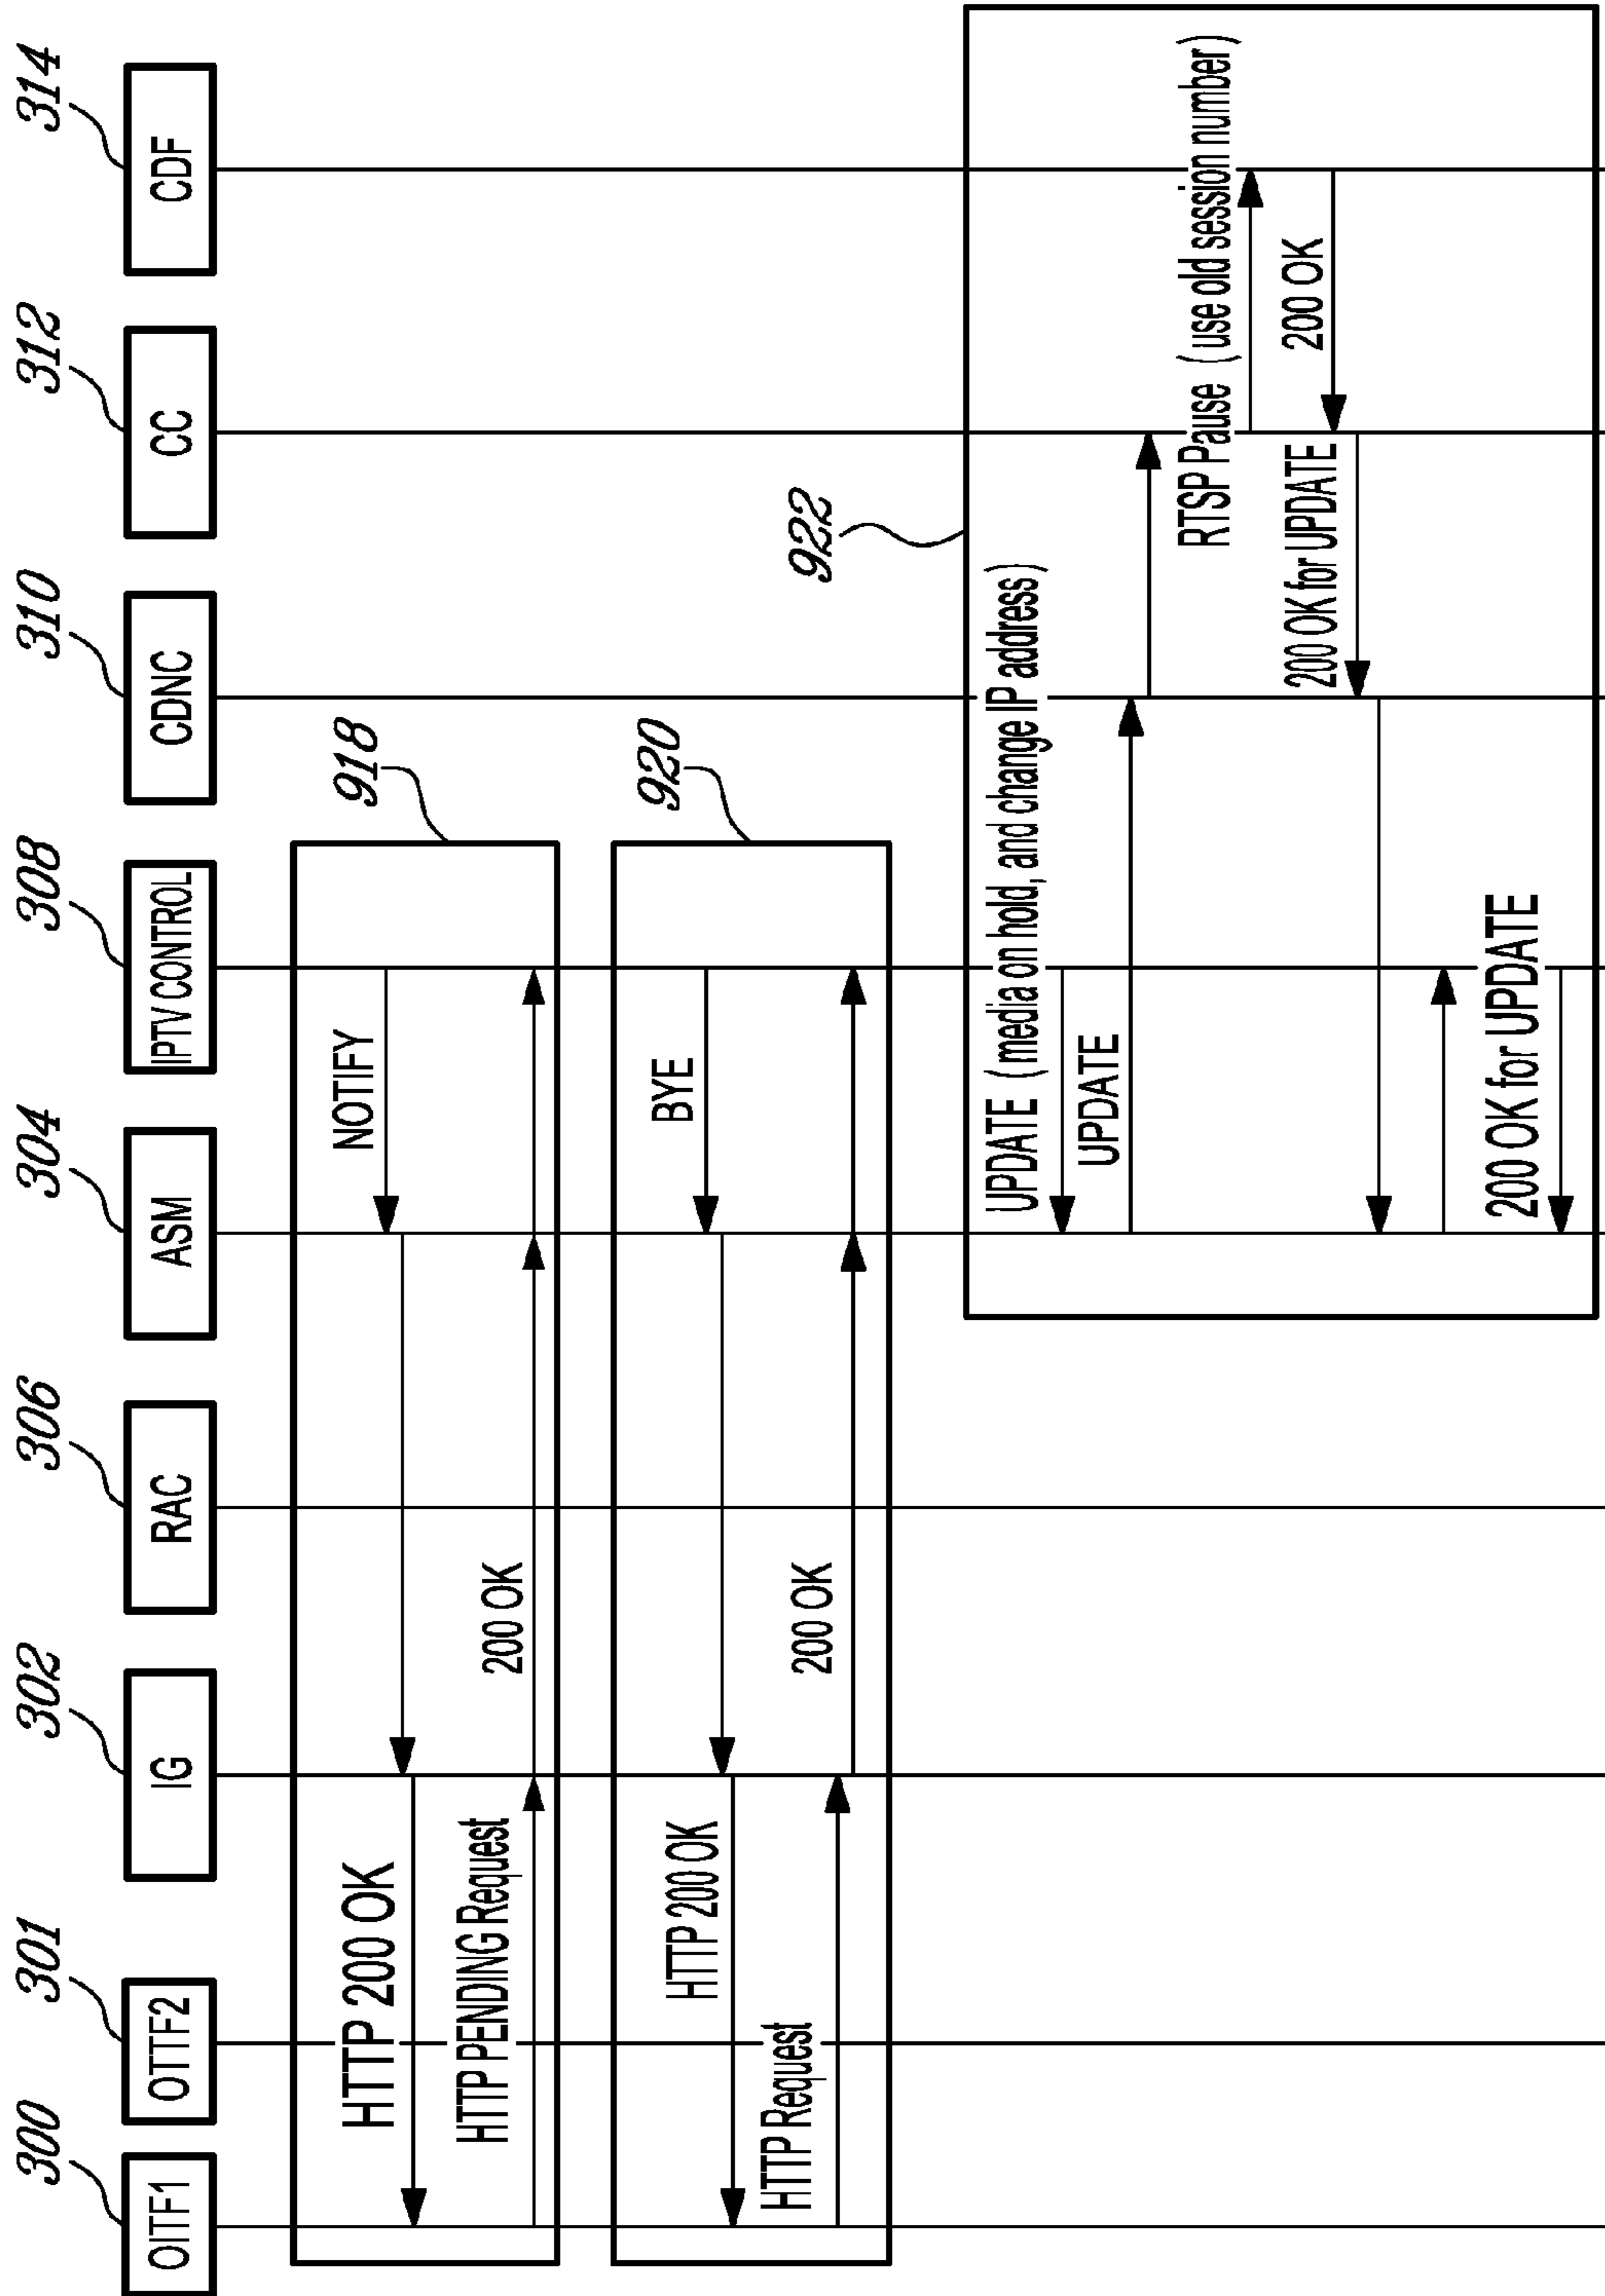 300
301
302
306
304
308
310
312
314
OITF1
OTTF2
IG
RAC
ASM
IPTV CONTROL
CDNC
CC
CDF
918
NOTIFY
HTTP 200 OK
HTTP PENDING Request
200 OK
920
BYE
HTTP 200 OK
HTTP Request
200 OK
922
UPDATE (media on hold, and change IP address)
UPDATE
RTSP Pause (use old session number)
200 OK
200 OK for UPDATE
200 OK for UPDATE